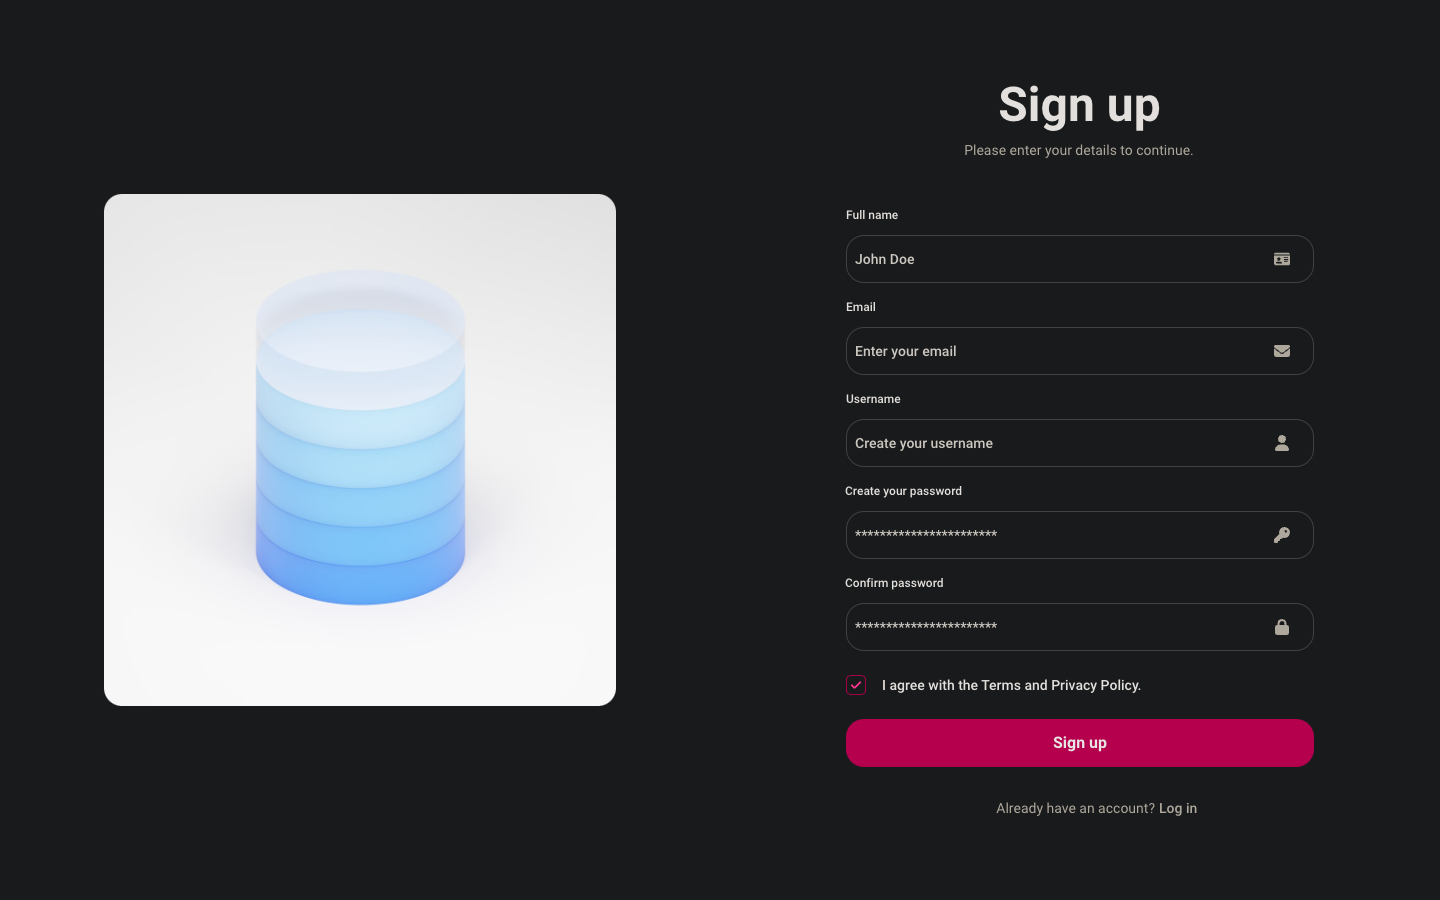 Sign up
Please enter your details to continue.
Full name
John Doe
Email
Enter your email
Username
Create your username
Create your password
***********************
Confirm password
***********************
I agree with the Terms and Privacy Policy.
Sign up
Already have an account? Log in